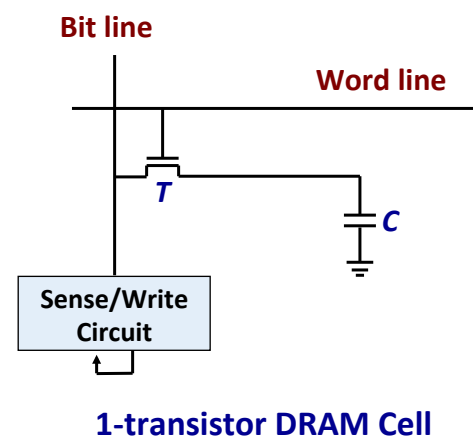 Bit line
Word line
T
C
Sense/Write
Circuit
1-transistor DRAM Cell